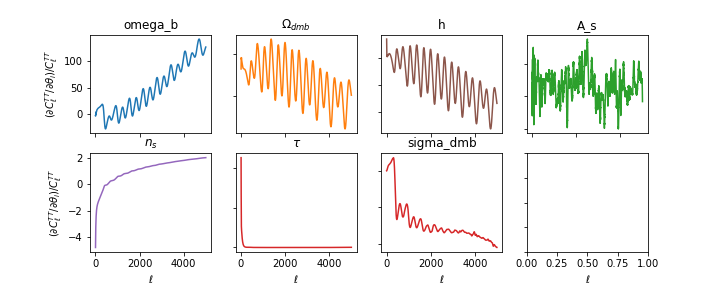 omega_b
Ω_{dmb}
h
A_s
(∂C_ℓ^{TT}/∂θ_i)/C_ℓ^{TT}
100
50
0
n_s
τ
sigma_dmb
(∂C_ℓ^{TT}/∂θ_i)/C_ℓ^{TT}
2
0
−2
−4
0 2000 4000
0 2000 4000
0 2000 4000
0.00 0.25 0.50 0.75 1.00
ℓ
ℓ
ℓ
ℓ